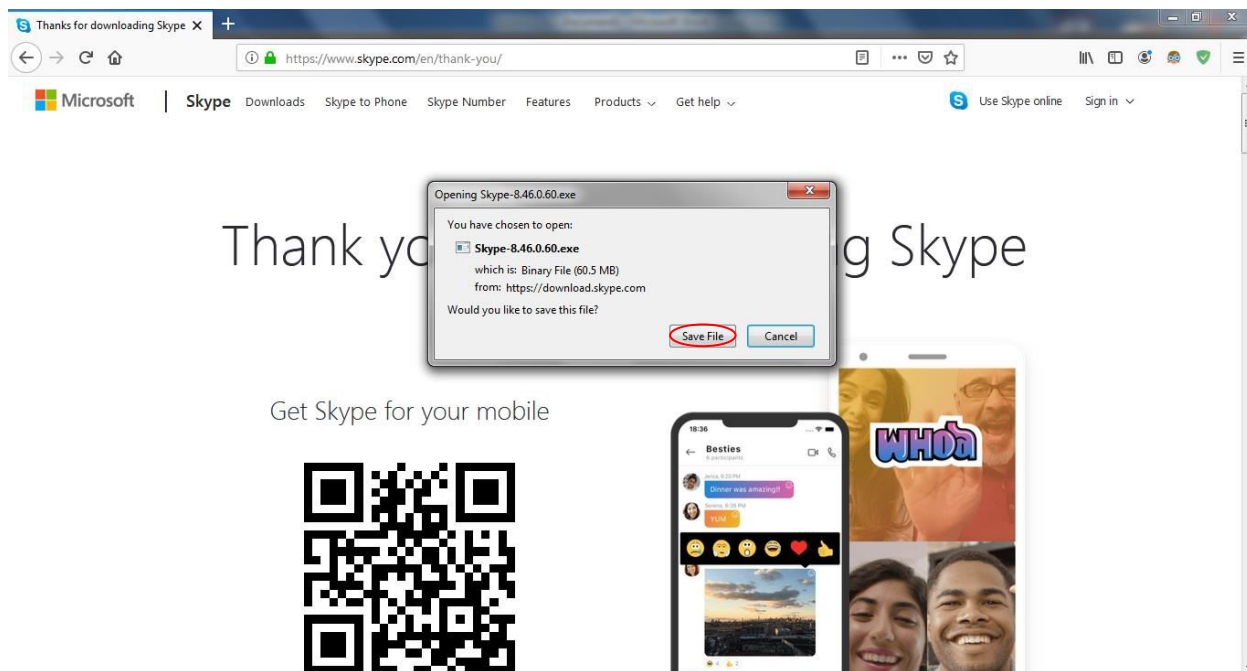 Thanks for downloading Skype
https://www.skype.com/en/thank-you/
Microsoft Skype Downloads Skype to Phone Skype Number Features Products Get help Use Skype online Sign in
Opening Skype-8.46.0.60.exe
You have chosen to open:
Skype-8.46.0.60.exe
which is: Binary File (60.5 MB)
from: https://download.skype.com
Would you like to save this file?
Save File Cancel
Thank yo g Skype
Get Skype for your mobile
18:36
Besties
6 participants
Dinner was amazing!!
YUM
WHOA
4 2